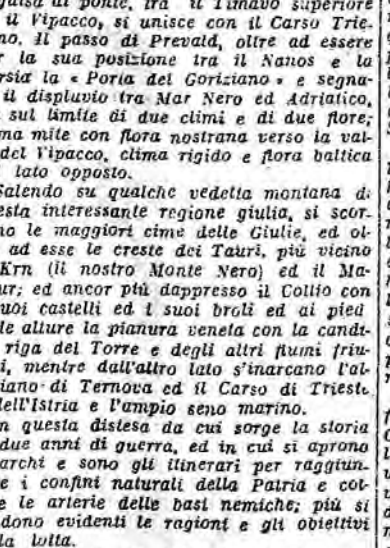 guisa di ponte, tra il Timavo superiore
il Vipacco, si unisce con il Carso Trie-
no. Il passo di Prevald, oltre ad essere
r la sua posizione tra il Nanos e la
rsia la « Porta del Goriziano » e segna-
il displuvio tra Mar Nero ed Adriatico,
sul limite di due climi e di due flore;
ma mite con flora nostrana verso la val-
del Vipacco, clima rigido e flora baltica
lato opposto.
Salendo su qualche vedetta montana di
esta interessante regione giulia, si scor-
no le maggiori cime delle Giulie, ed ol-
ad esse le creste dei Tauri, più vicino
Krn (il nostro Monte Nero) ed il Ma-
ur; ed ancor più dappresso il Collio con
uoi castelli ed i suoi broli ed ai pied
le alture la pianura veneta con la candi-
riga del Torre e degli altri fiumi friu-
i, mentre dall'altro lato s'inarcano l'al-
iano di Ternova ed il Carso di Trieste
dell'Istria e l'ampio seno marino.
n questa distesa da cui sorge la storia
due anni di guerra, ed in cui si aprono
archi e sono gli itinerari per raggiun-
e i confini naturali della Patria e col-
e le arterie delle basi nemiche; più si
dono evidenti le ragioni e gli obiettivi
la lotta.